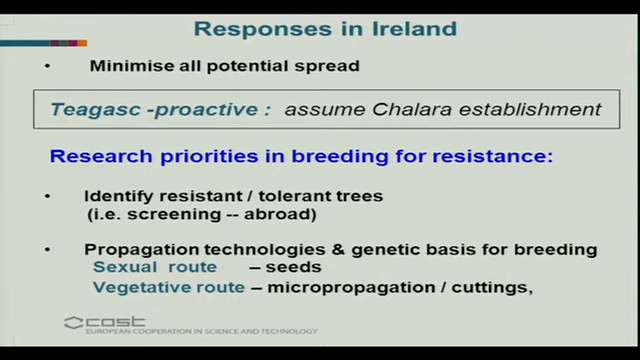 Responses in Ireland
• Minimise all potential spread
Teagasc -proactive : assume Chalara establishment
Research priorities in breeding for resistance:
• Identify resistant / tolerant trees
(i.e. screening -- abroad)
• Propagation technologies & genetic basis for breeding
Sexual route – seeds
Vegetative route – micropropagation / cuttings,
cost
EUROPEAN COOPERATION IN SCIENCE AND TECHNOLOGY